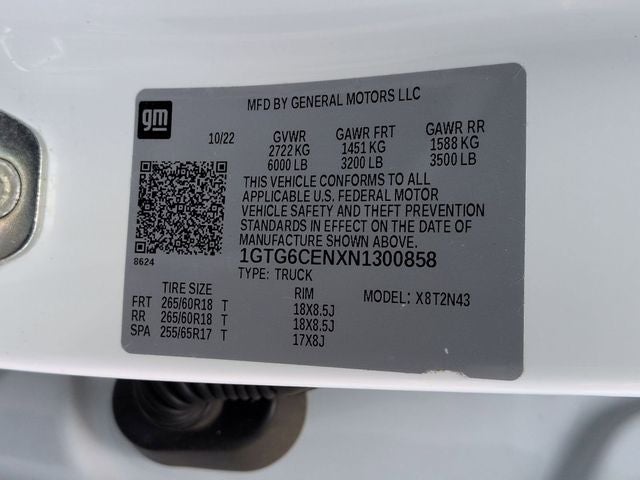 MFD BY GENERAL MOTORS LLC
gm
10/22 GVWR GAWR FRT GAWR RR
2722 KG 1451 KG 1588 KG
6000 LB 3200 LB 3500 LB
THIS VEHICLE CONFORMS TO ALL
APPLICABLE U.S. FEDERAL MOTOR
VEHICLE SAFETY AND THEFT PREVENTION
STANDARDS IN EFFECT ON THE DATE OF
MANUFACTURE SHOWN ABOVE.
8624
1GTG6CENXN1300858
TYPE: TRUCK
TIRE SIZE RIM MODEL: X8T2N43
FRT 265/60R18 T 18X8.5J
RR 265/60R18 T 18X8.5J
SPA 255/65R17 T 17X8J